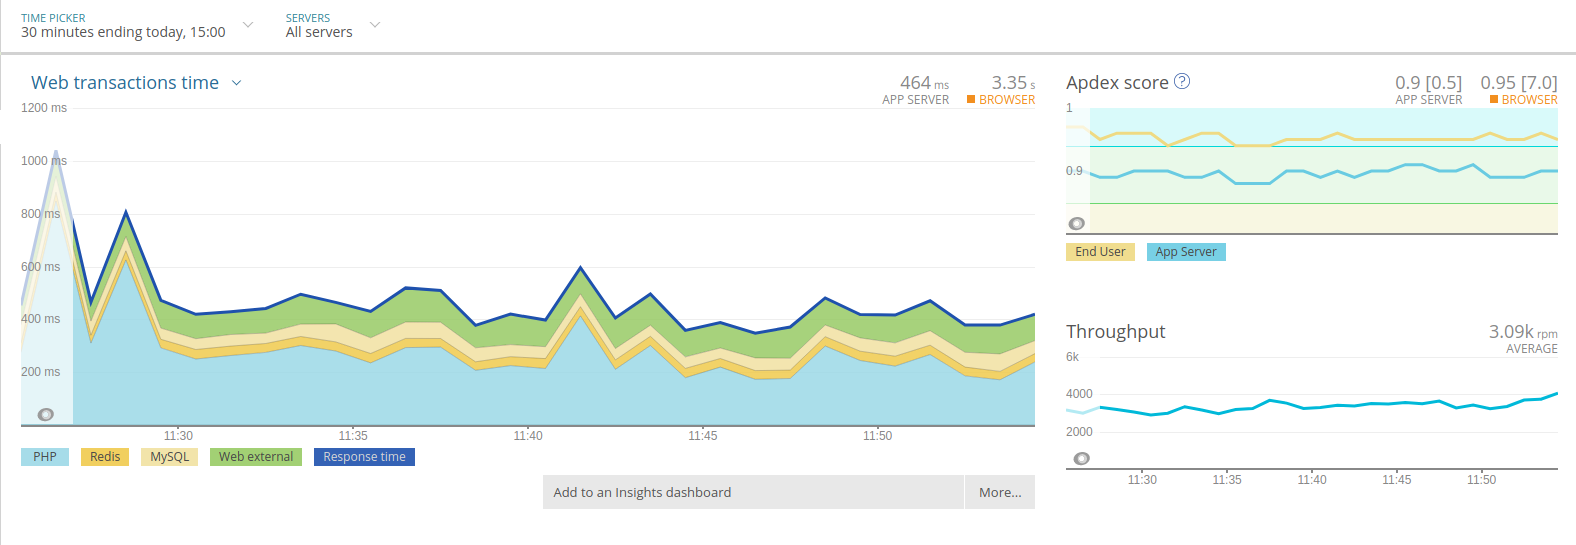 TIME PICKER
30 minutes ending today, 15:00
SERVERS
All servers
Web transactions time
464 ms
APP SERVER
3.35 s
BROWSER
1200 ms
1000 ms
800 ms
600 ms
400 ms
200 ms
11:30 11:35 11:40 11:45 11:50
PHP Redis MySQL Web external Response time
Add to an Insights dashboard More...
Apdex score ?
0.9 [0.5]
APP SERVER
0.95 [7.0]
BROWSER
1
0.9
End User App Server
Throughput
3.09k rpm
AVERAGE
6k
4000
2000
11:30 11:35 11:40 11:45 11:50